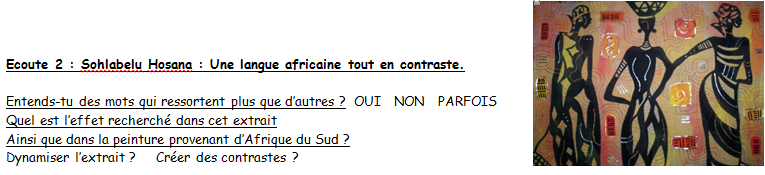 Ecoute 2 : Sohlabelu Hosana : Une langue africaine tout en contraste.
Entends-tu des mots qui ressortent plus que d'autres ? OUI NON PARFOIS
Quel est l'effet recherché dans cet extrait
Ainsi que dans la peinture provenant d'Afrique du Sud ?
Dynamiser l'extrait ? Créer des contrastes ?